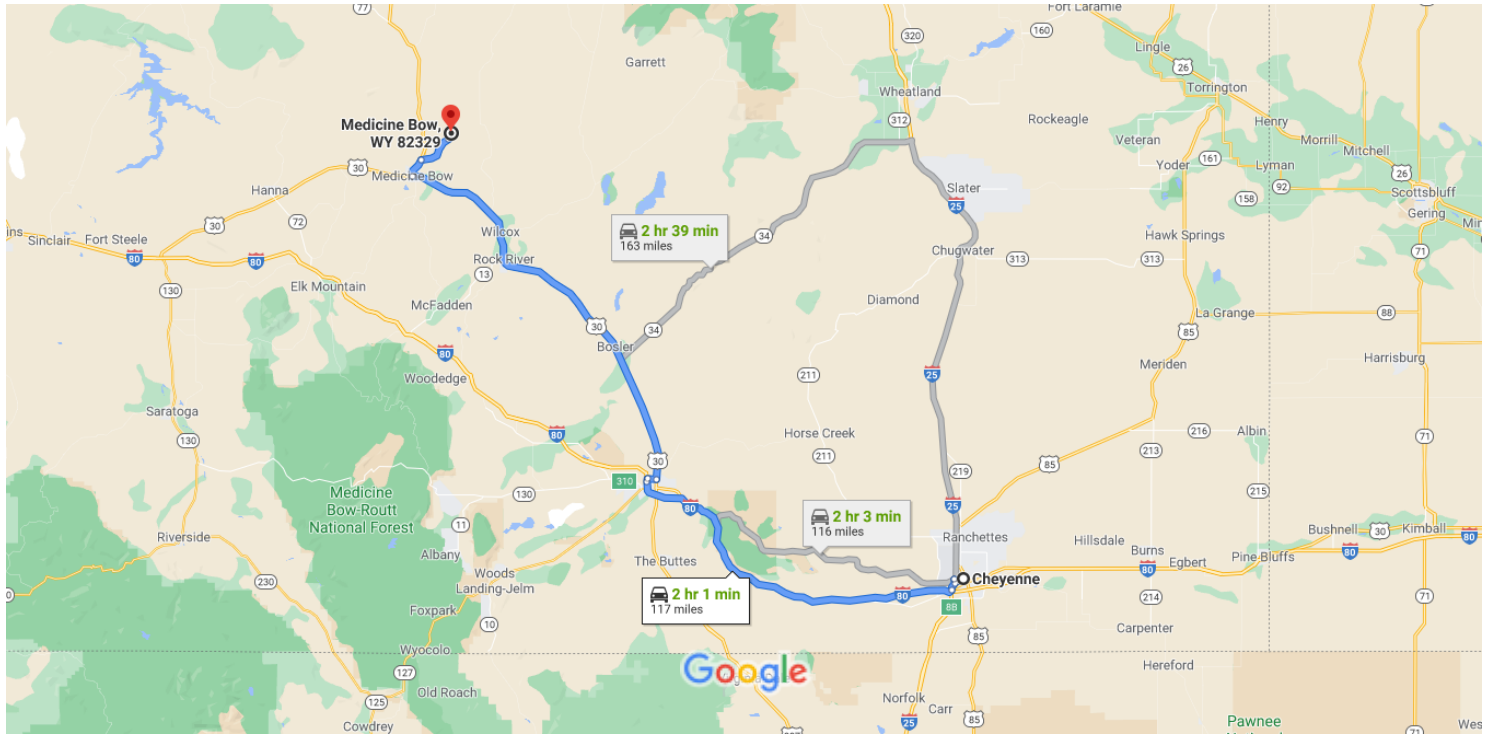 77
Fort Laramie
320
160
Garrett
Lingle
26
Wheatland
Torrington
Medicine Bow,
WY 82329
312
Rockeagle
Henry
Veteran
Morrill
Mitchell
161
Yoder
Lyman
26
30
Medicine Bow
Hanna
92
Scottsbluff
Slater
158
25
Gering
72
30
2 hr 39 min
163 miles
34
Wilcox
ins
Sinclair
Fort Steele
80
80
Rock River
13
Chugwater
Hawk Springs
313
313
71
130
Elk Mountain
McFadden
Diamond
La Grange
88
30
34
85
Bosler
80
Meriden
Harrisburg
Woodedge
211
25
Saratoga
130
80
Horse Creek
211
216
Albin
71
30
213
85
219
310
130
215
Medicine
Bow-Routt
National Forest
80
25
2 hr 3 min
116 miles
11
Riverside
Ranchettes
Hillsdale
Bushnell
30
Kimball
80
Albany
Burns
80
Egbert
Pine Bluffs
80
The Buttes
Woods
Landing-Jelm
Cheyenne
230
2 hr 1 min
117 miles
80
8B
214
71
Foxpark
10
Carpenter
85
Wyocolo
Google
Hereford
127
Old Roach
125
Norfolk
Carr
25
85
Cowdrey
Pawnee
71
Wes